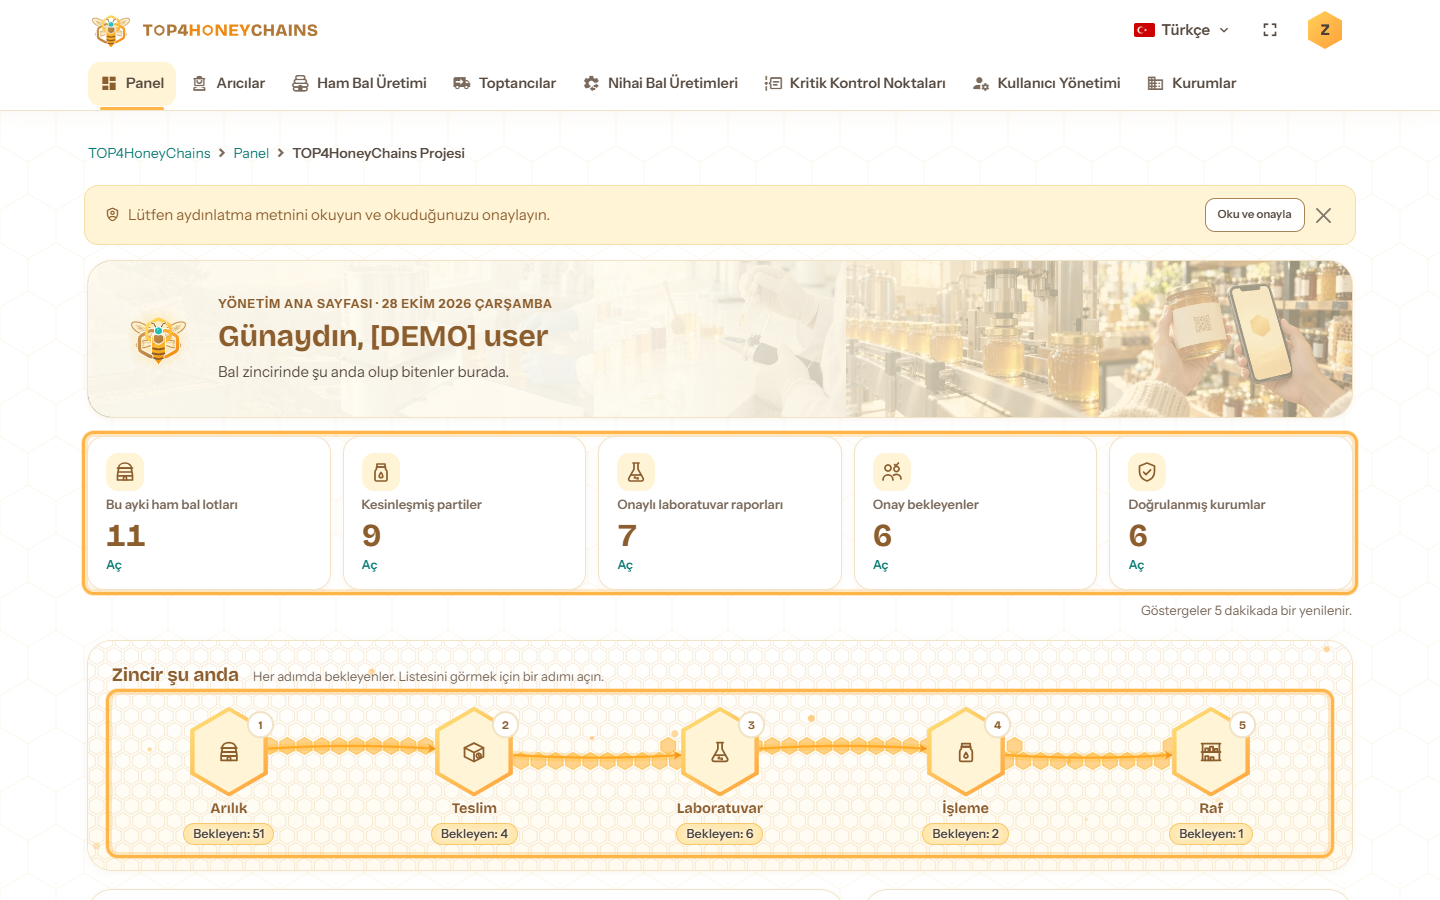 TOP4HONEYCHAINS
Türkçe
Z
Panel
Arıcılar
Ham Bal Üretimi
Toptancılar
Nihai Bal Üretimleri
Kritik Kontrol Noktaları
Kullanıcı Yönetimi
Kurumlar
TOP4HoneyChains > Panel > TOP4HoneyChains Projesi
Lütfen aydınlatma metnini okuyun ve okuduğunuzu onaylayın.
Oku ve onayla
YÖNETİM ANA SAYFASI · 28 EKİM 2026 ÇARŞAMBA
Günaydın, [DEMO] user
Bal zincirinde şu anda olup bitenler burada.
Bu ayki ham bal lotları
11
Aç
Kesinleşmiş partiler
9
Aç
Onaylı laboratuvar raporları
7
Aç
Onay bekleyenler
6
Aç
Doğrulanmış kurumlar
6
Aç
Göstergeler 5 dakikada bir yenilenir.
Zincir şu anda
Her adımda bekleyenler. Listesini görmek için bir adımı açın.
1
Arılık
Bekleyen: 51
2
Teslim
Bekleyen: 4
3
Laboratuvar
Bekleyen: 6
4
İşleme
Bekleyen: 2
5
Raf
Bekleyen: 1